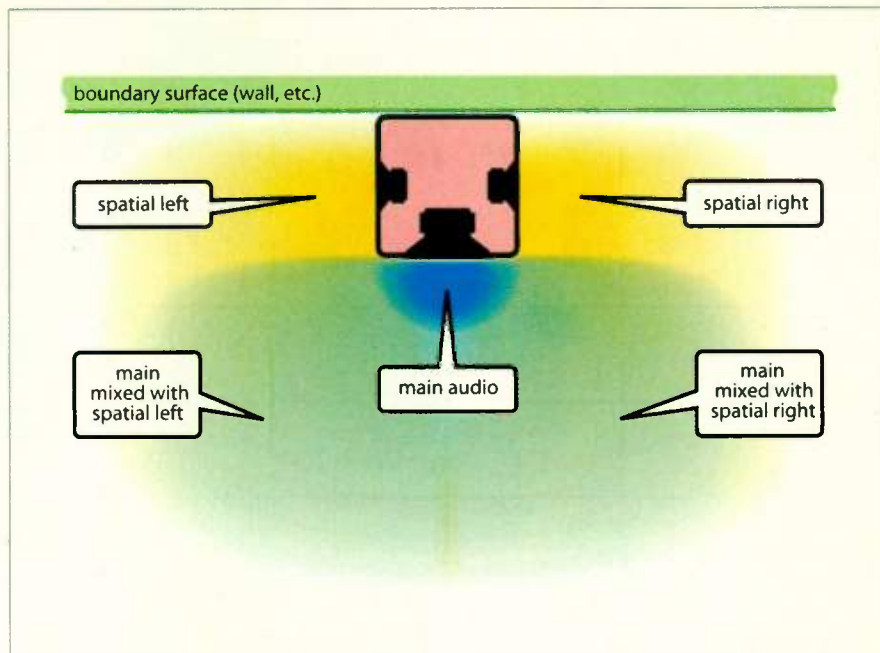 boundary surface (wall, etc.)
spatial left
spatial right
main
mixed with
spatial left
main audio
main
mixed with
spatial right